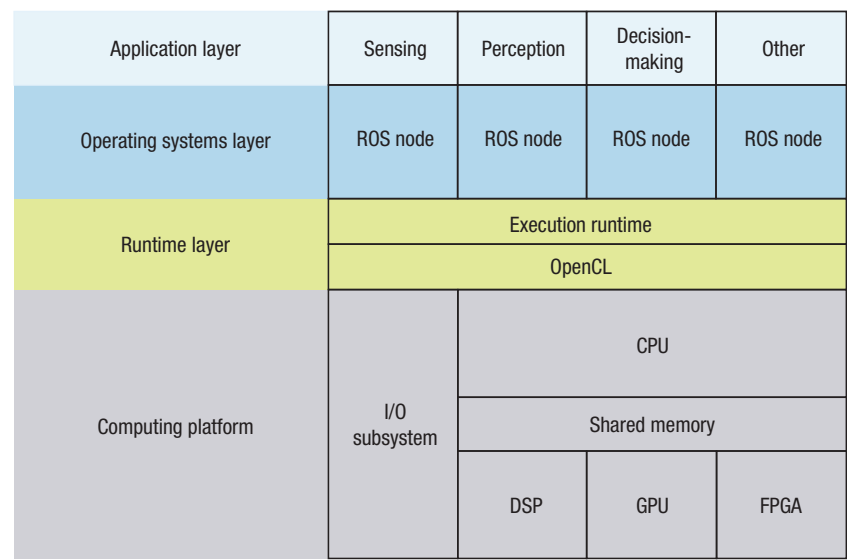 Application layer
Sensing
Perception
Decision-
making
Other
Operating systems layer
ROS node
ROS node
ROS node
ROS node
Runtime layer
Execution runtime
OpenCL
Computing platform
I/O
subsystem
CPU
Shared memory
DSP
GPU
FPGA